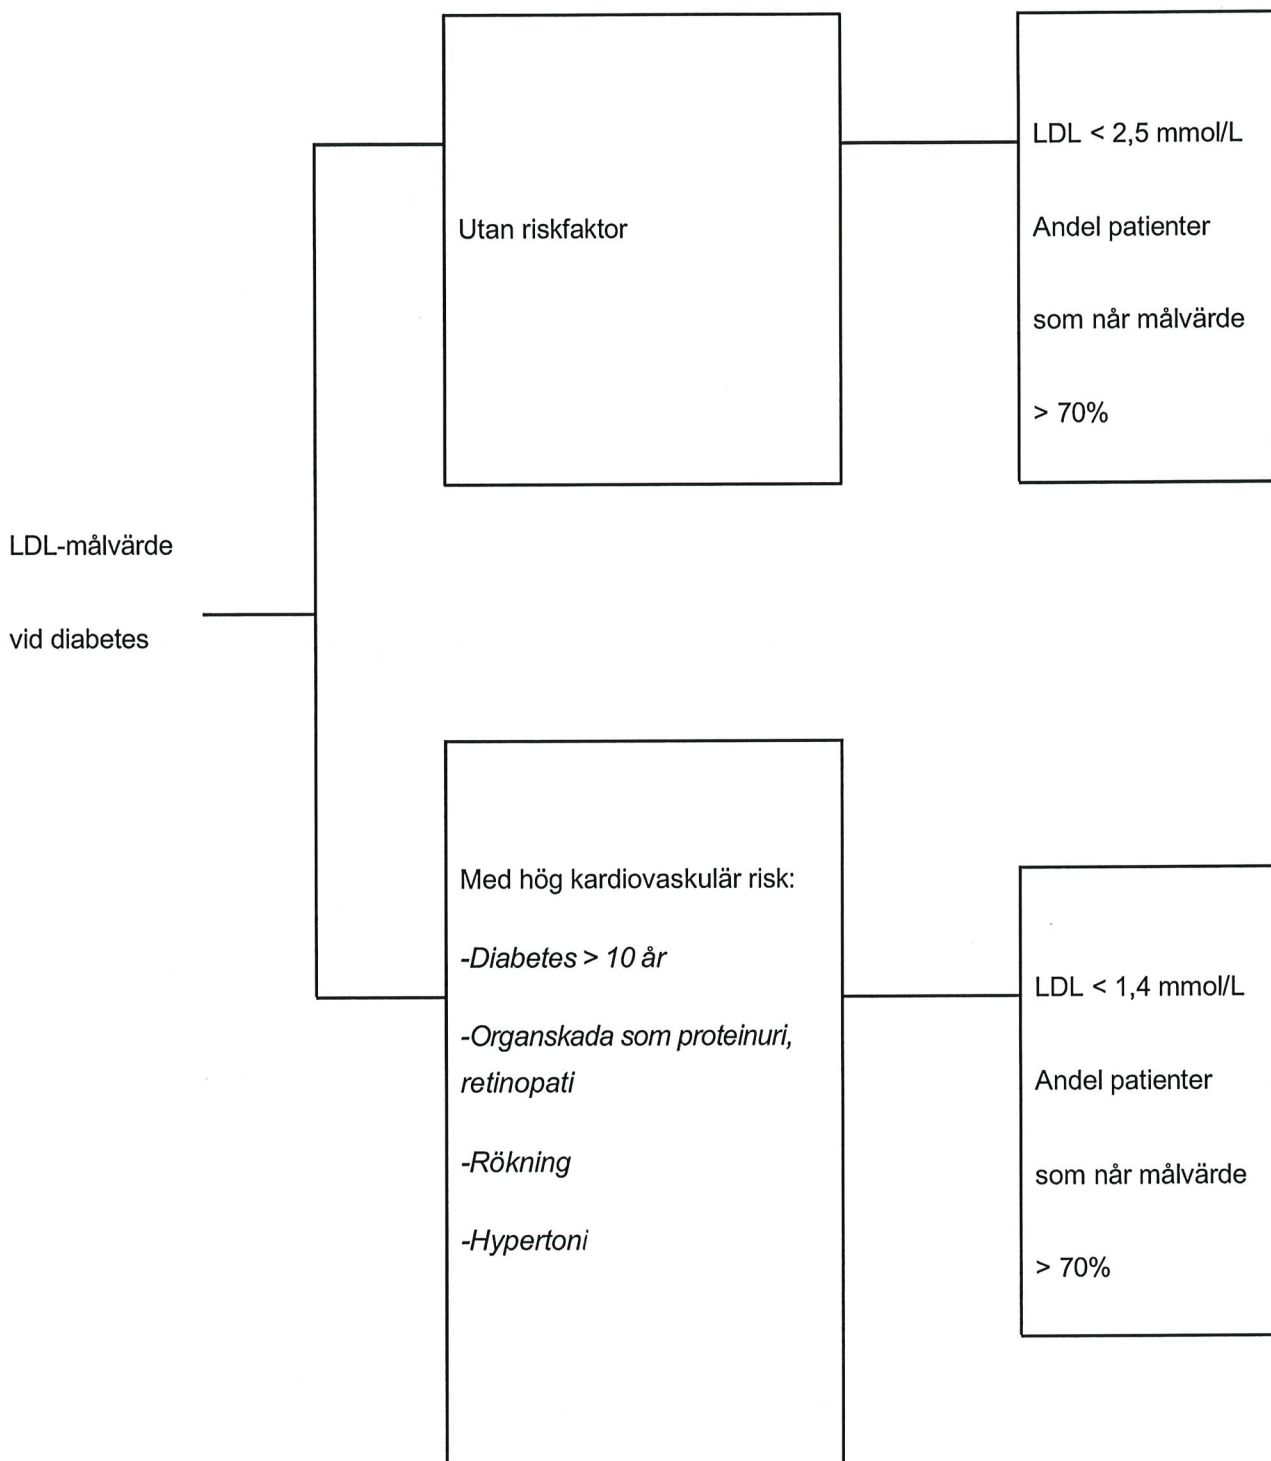 LDL-målvärde
vid diabetes
Utan riskfaktor
LDL < 2,5 mmol/L
Andel patienter
som når målvärde
> 70%
Med hög kardiovaskulär risk:
-Diabetes > 10 år
-Organskada som proteinuri,
retinopati
-Rökning
-Hypertoni
LDL < 1,4 mmol/L
Andel patienter
som når målvärde
> 70%